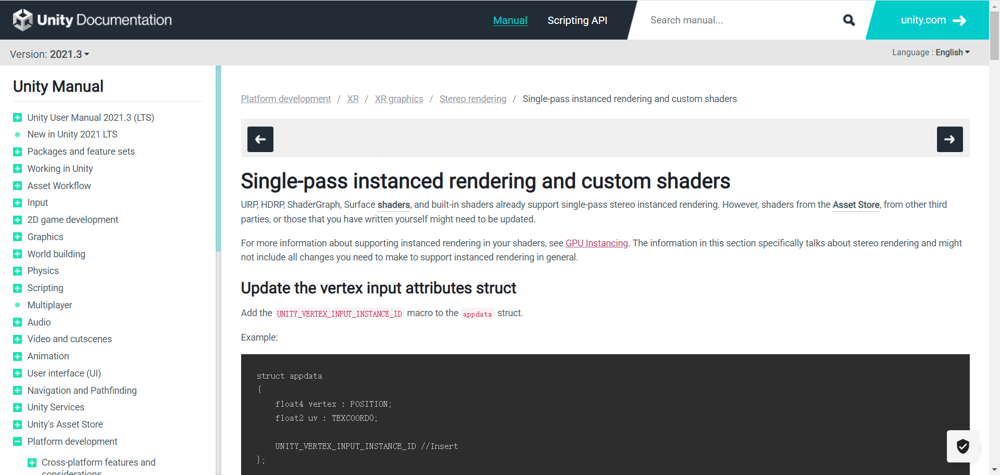 Unity Documentation
Manual
Scripting API
Search manual...
unity.com
Version: 2021.3
Language : English
Unity Manual
Unity User Manual 2021.3 (LTS)
New in Unity 2021 LTS
Packages and feature sets
Working in Unity
Asset Workflow
Input
2D game development
Graphics
World building
Physics
Scripting
Multiplayer
Audio
Video and cutscenes
Animation
User interface (UI)
Navigation and Pathfinding
Unity Services
Unity's Asset Store
Platform development
Cross-platform features and
considerations
Platform development / XR / XR graphics / Stereo rendering / Single-pass instanced rendering and custom shaders
Single-pass instanced rendering and custom shaders
URP, HDRP, ShaderGraph, Surface shaders, and built-in shaders already support single-pass stereo instanced rendering. However, shaders from the Asset Store, from other third
parties, or those that you have written yourself might need to be updated.
For more information about supporting instanced rendering in your shaders, see GPU Instancing. The information in this section specifically talks about stereo rendering and might
not include all changes you need to make to support instanced rendering in general.
Update the vertex input attributes struct
Add the UNITY_VERTEX_INPUT_INSTANCE_ID macro to the appdata struct.
Example:
struct appdata
{
float4 vertex : POSITION;
float2 uv : TEXCOORD0;
UNITY_VERTEX_INPUT_INSTANCE_ID //Insert
};